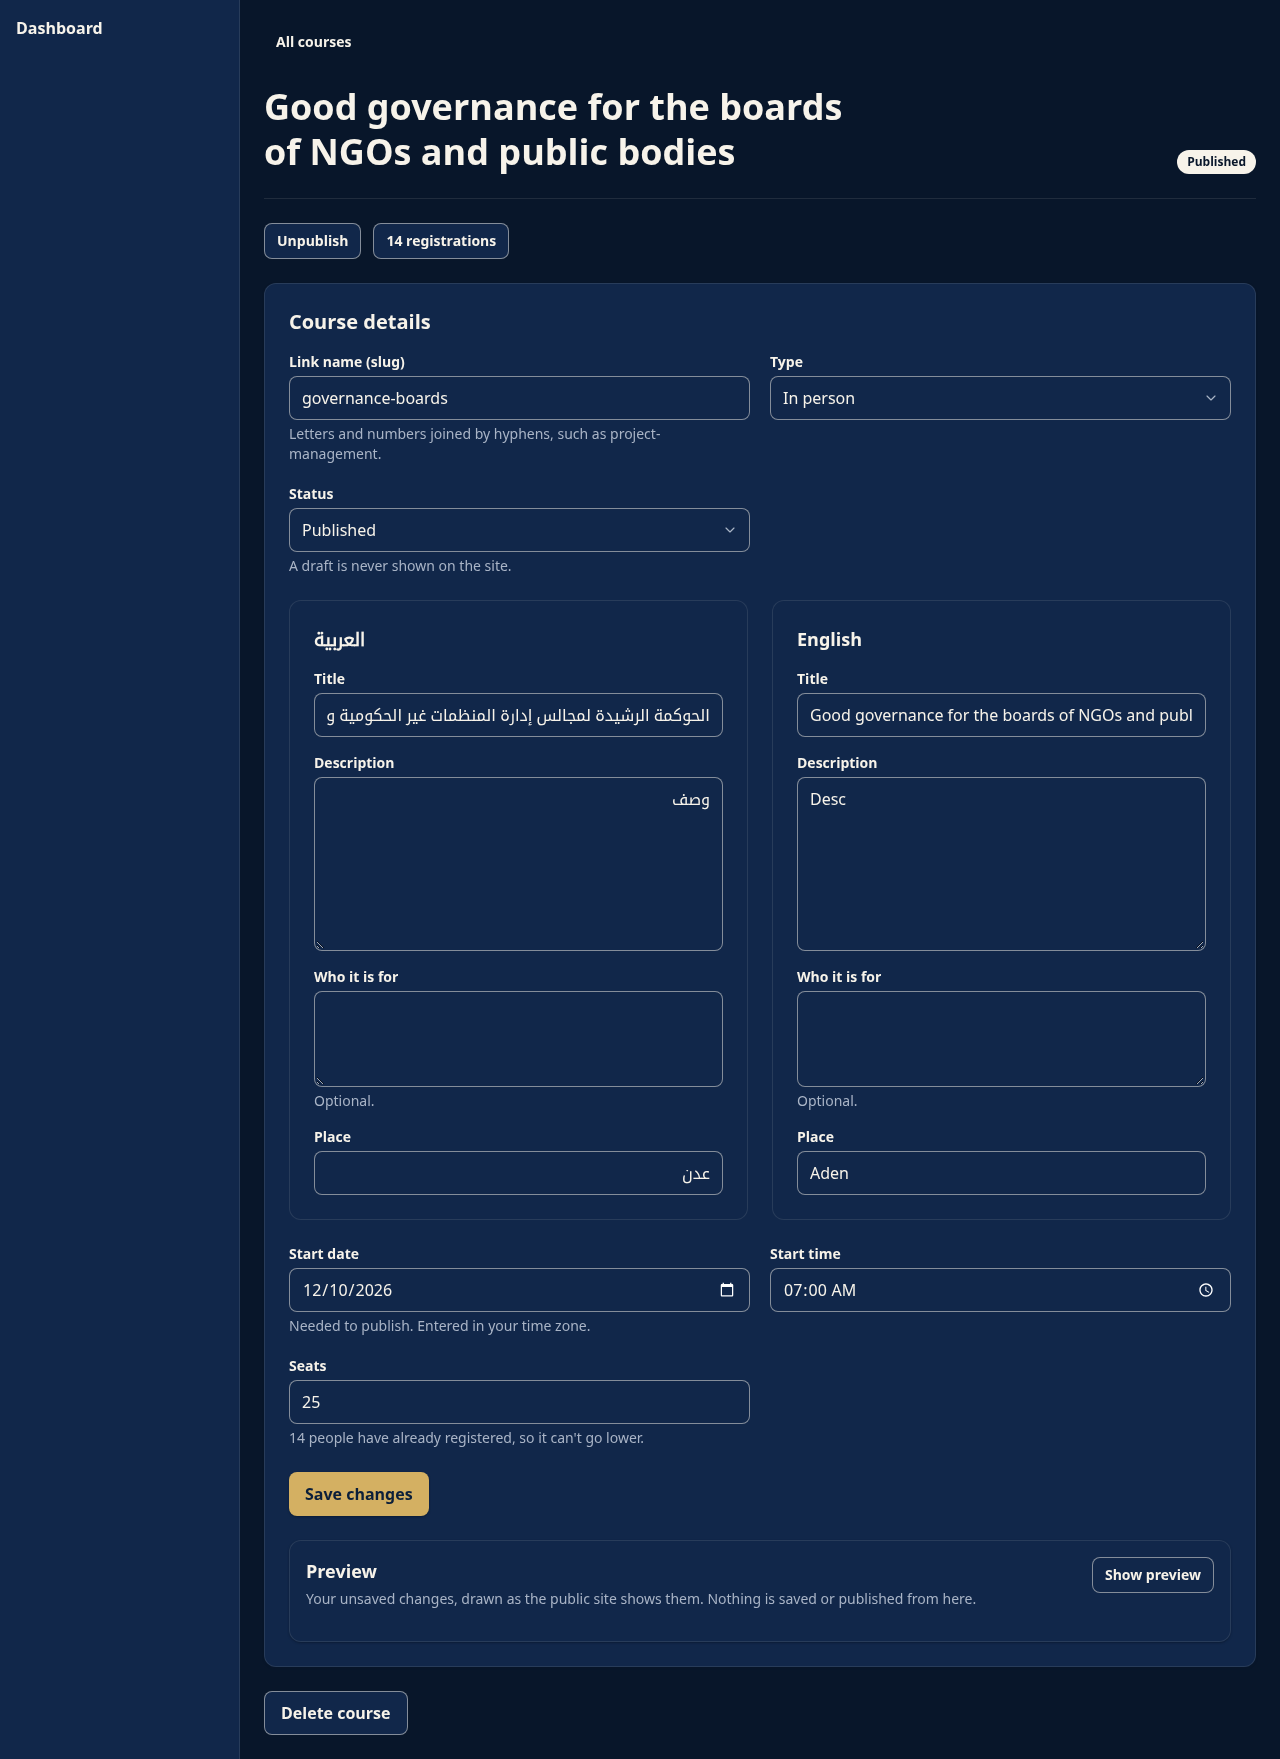 Dashboard
All courses
Good governance for the boards
of NGOs and public bodies
Published
Unpublish
14 registrations
Course details
Link name (slug)
Type
governance-boards
In person
Letters and numbers joined by hyphens, such as project-
management.
Status
Published
A draft is never shown on the site.
العربية
Title
الحوكمة الرشيدة لمجالس إدارة المنظمات غير الحكومية و
Description
وصف
Who it is for
Optional.
Place
عدن
English
Title
Good governance for the boards of NGOs and publ
Description
Desc
Who it is for
Optional.
Place
Aden
Start date
Start time
12/10/2026
07:00 AM
Needed to publish. Entered in your time zone.
Seats
25
14 people have already registered, so it can't go lower.
Save changes
Preview
Show preview
Your unsaved changes, drawn as the public site shows them. Nothing is saved or published from here.
Delete course